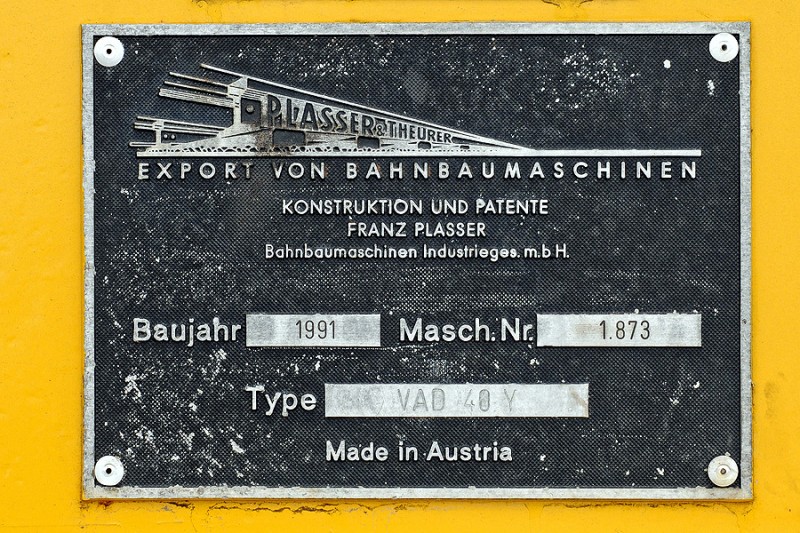 PLASSER & THEURER
EXPORT VON BAHNBAUMASCHINEN
KONSTRUKTION UND PATENTE
FRANZ PLASSER
Bahnbaumaschinen Industrieges. m.b H.
Baujahr 1991 Masch.Nr. 1.873
Type VAD 40 Y
Made in Austria